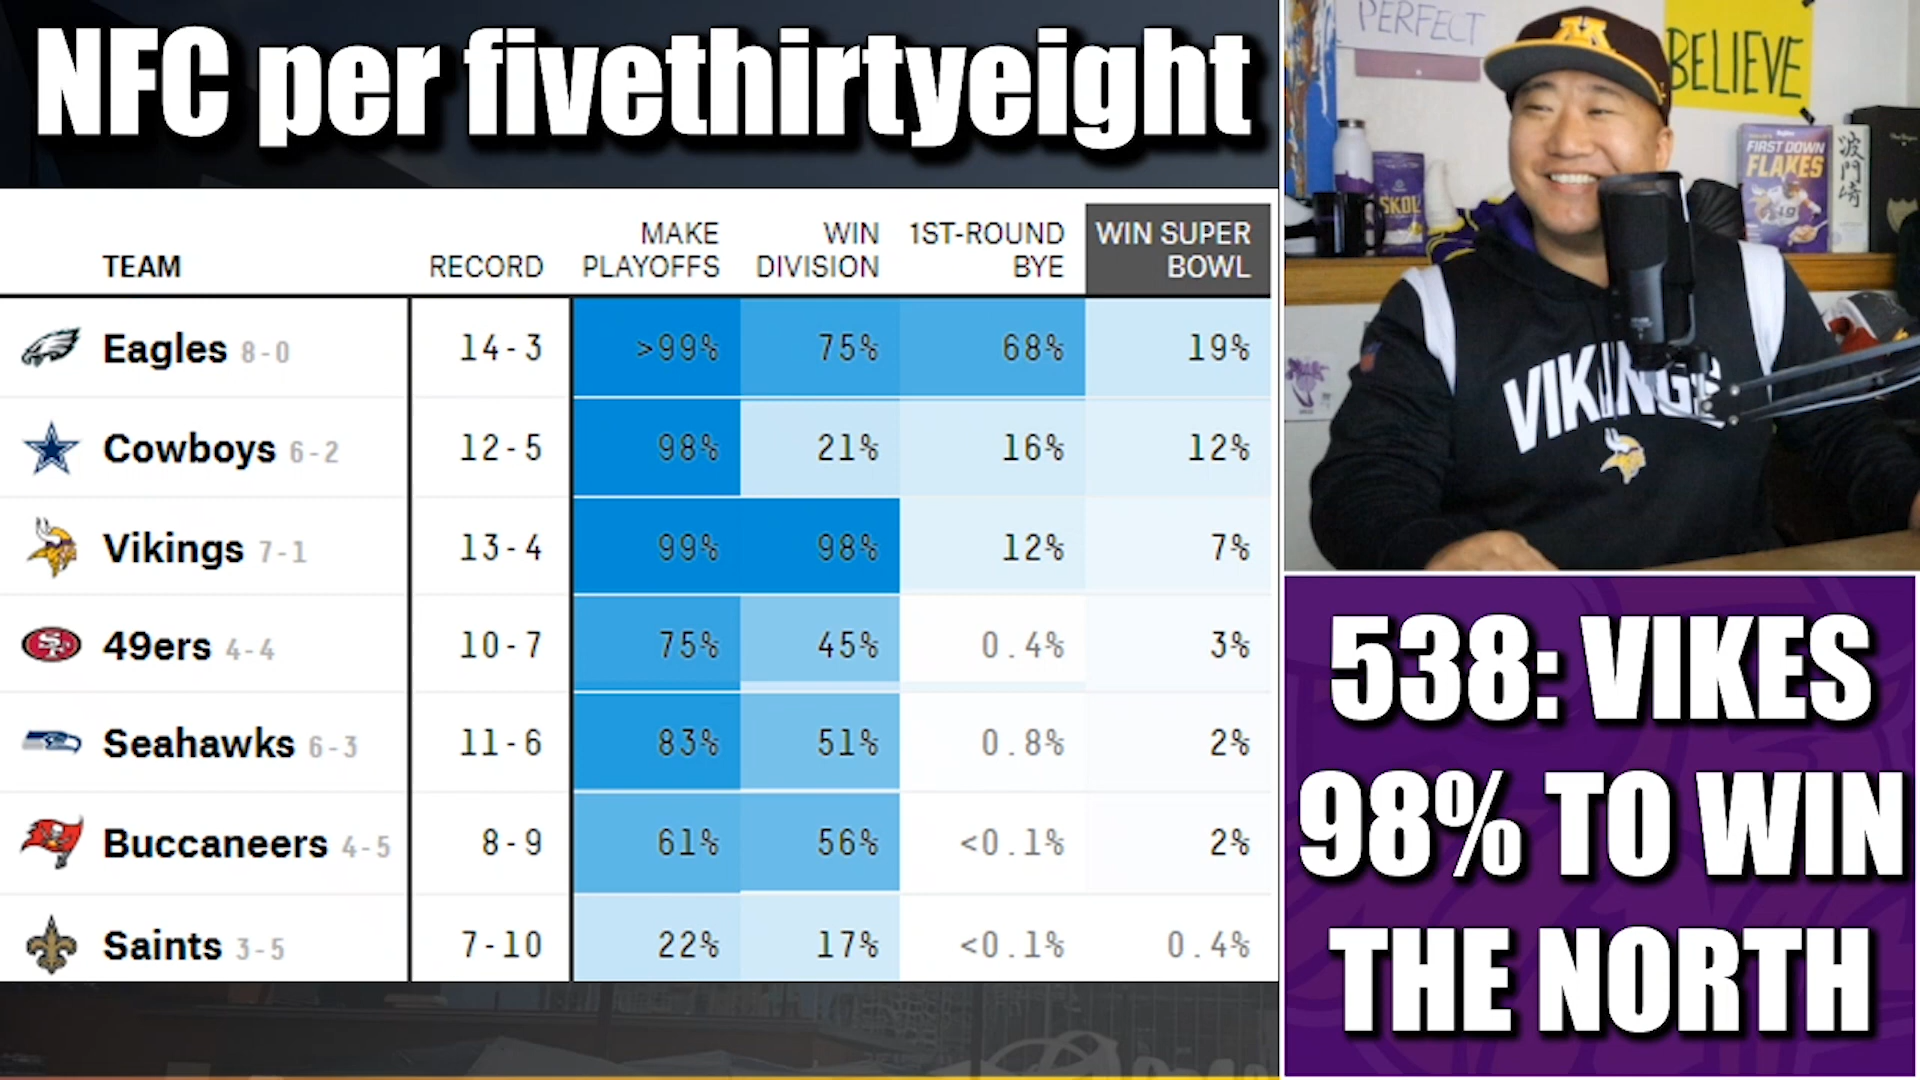 NFC per fivethirtyeight
TEAM RECORD MAKE PLAYOFFS WIN DIVISION 1ST-ROUND BYE WIN SUPER BOWL
Eagles 8-0 14-3 >99% 75% 68% 19%
Cowboys 6-2 12-5 98% 21% 16% 12%
Vikings 7-1 13-4 99% 98% 12% 7%
49ers 4-4 10-7 75% 45% 0.4% 3%
Seahawks 6-3 11-6 83% 51% 0.8% 2%
Buccaneers 4-5 8-9 61% 56% <0.1% 2%
Saints 3-5 7-10 22% 17% <0.1% 0.4%
PERFECT
BELIEVE
FIRST DOWN
FLAKES
SKOL
VIKINGS
538: VIKES
98% TO WIN
THE NORTH